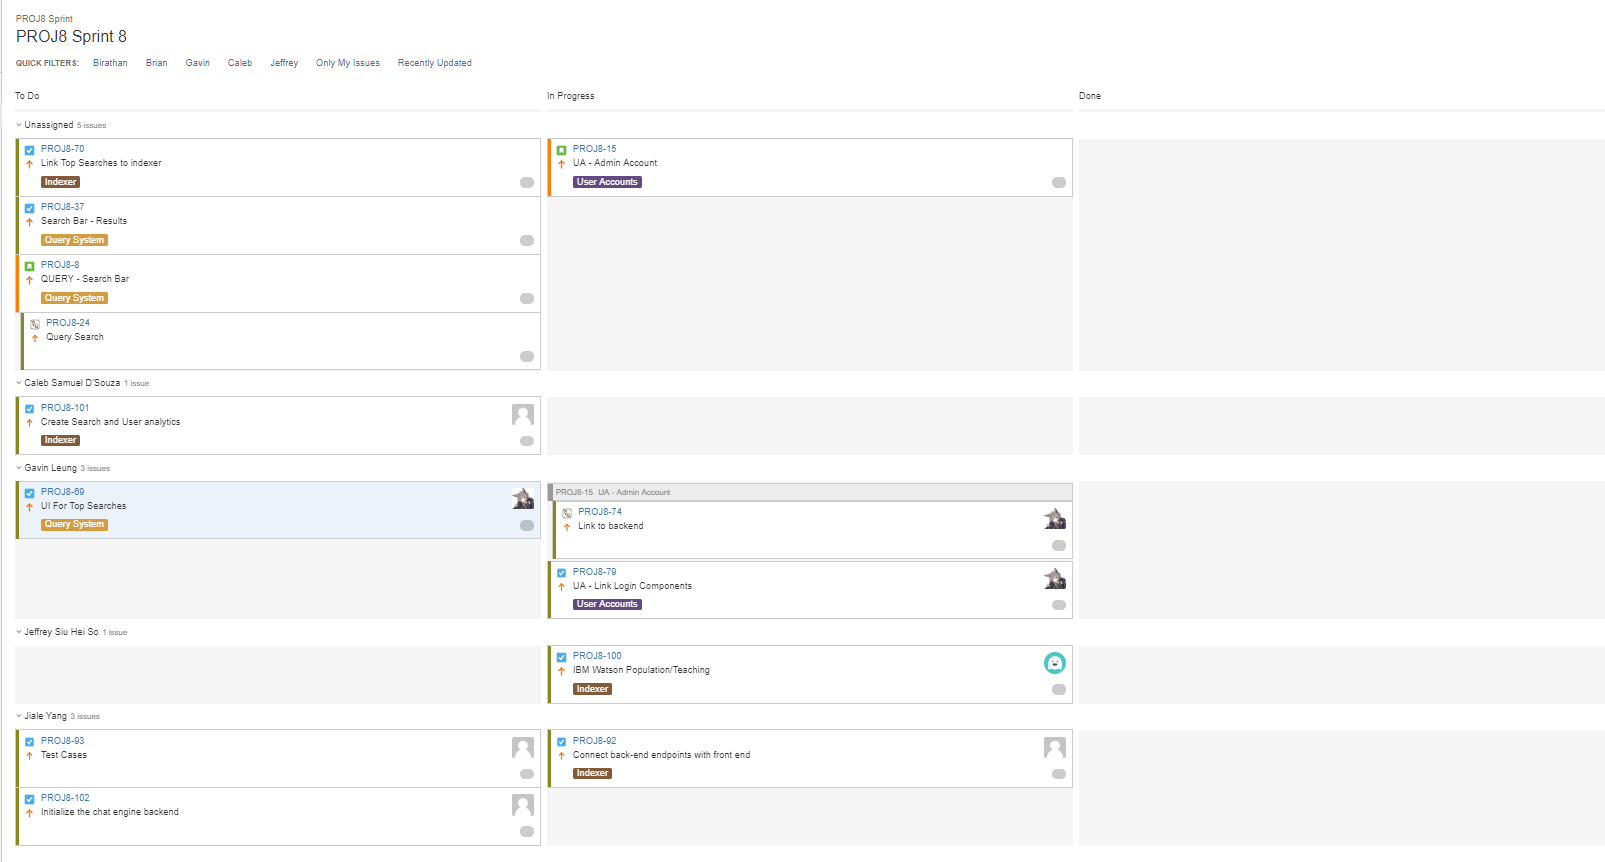 PROJ8 Sprint
PROJ8 Sprint 8
QUICK FILTERS: Birathan Brian Gavin Caleb Jeffrey Only My Issues Recently Updated
To Do In Progress Done
Unassigned 5 issues
PROJ8-70
Link Top Searches to indexer
Indexer
PROJ8-15
UA - Admin Account
User Accounts
PROJ8-37
Search Bar - Results
Query System
PROJ8-8
QUERY - Search Bar
Query System
PROJ8-24
Query Search
Caleb Samuel D'Souza 1 issue
PROJ8-101
Create Search and User analytics
Indexer
Gavin Leung 3 issues
PROJ8-69
UI For Top Searches
Query System
PROJ8-15 UA - Admin Account
PROJ8-74
Link to backend
PROJ8-79
UA - Link Login Components
User Accounts
Jeffrey Siu Hei So 1 issue
PROJ8-100
IBM Watson Population/Teaching
Indexer
Jiale Yang 3 issues
PROJ8-93
Test Cases
PROJ8-92
Connect back-end endpoints with front end
Indexer
PROJ8-102
Initialize the chat engine backend